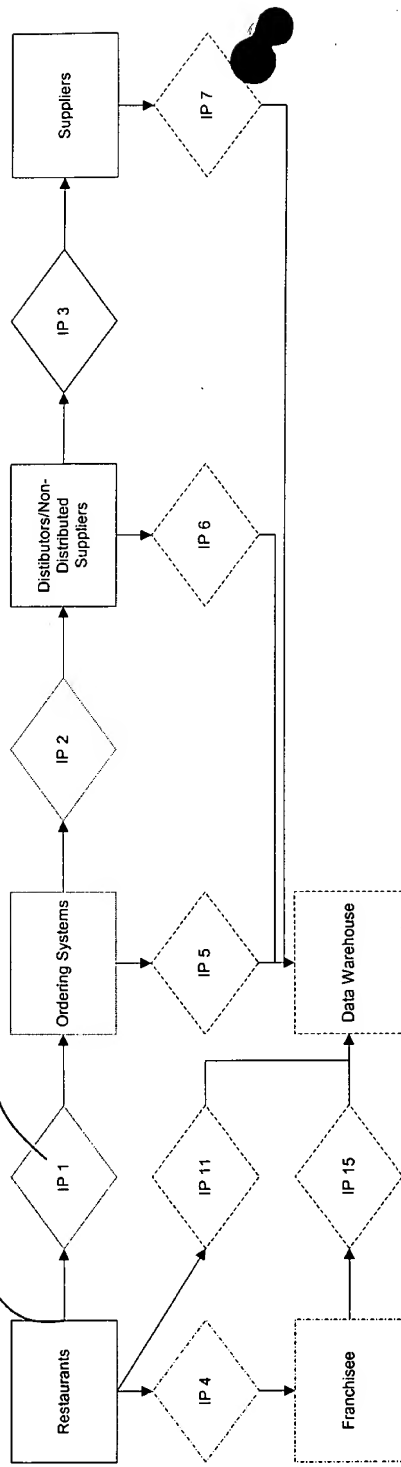 Restaurants
IP 1
Ordering Systems
IP 2
Distibutors/Non-
Distributed
Suppliers
IP 3
Suppliers
IP 4
IP 11
IP 5
IP 6
IP 7
Franchisee
IP 15
Data Warehouse